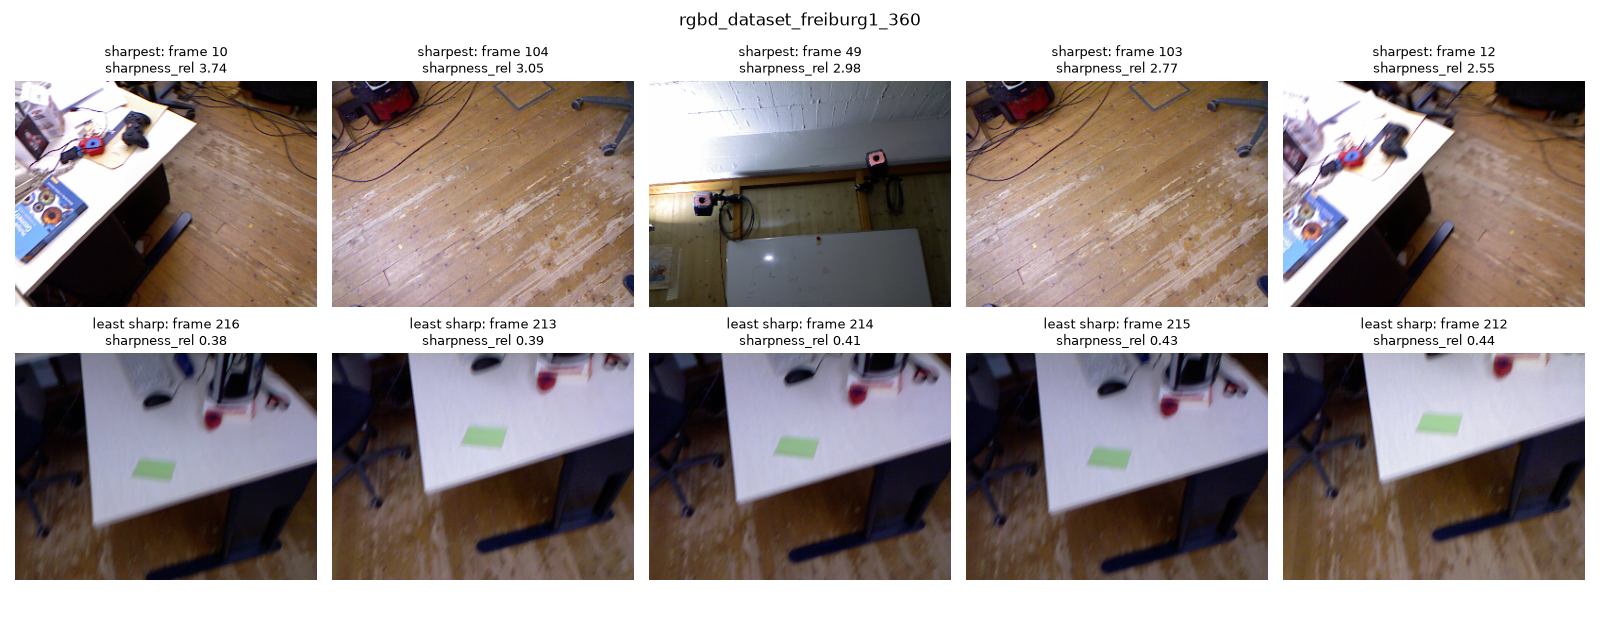 rgbd_dataset_freiburg1_360
sharpest: frame 10
sharpness_rel 3.74
sharpest: frame 104
sharpness_rel 3.05
sharpest: frame 49
sharpness_rel 2.98
sharpest: frame 103
sharpness_rel 2.77
sharpest: frame 12
sharpness_rel 2.55
least sharp: frame 216
sharpness_rel 0.38
least sharp: frame 213
sharpness_rel 0.39
least sharp: frame 214
sharpness_rel 0.41
least sharp: frame 215
sharpness_rel 0.43
least sharp: frame 212
sharpness_rel 0.44